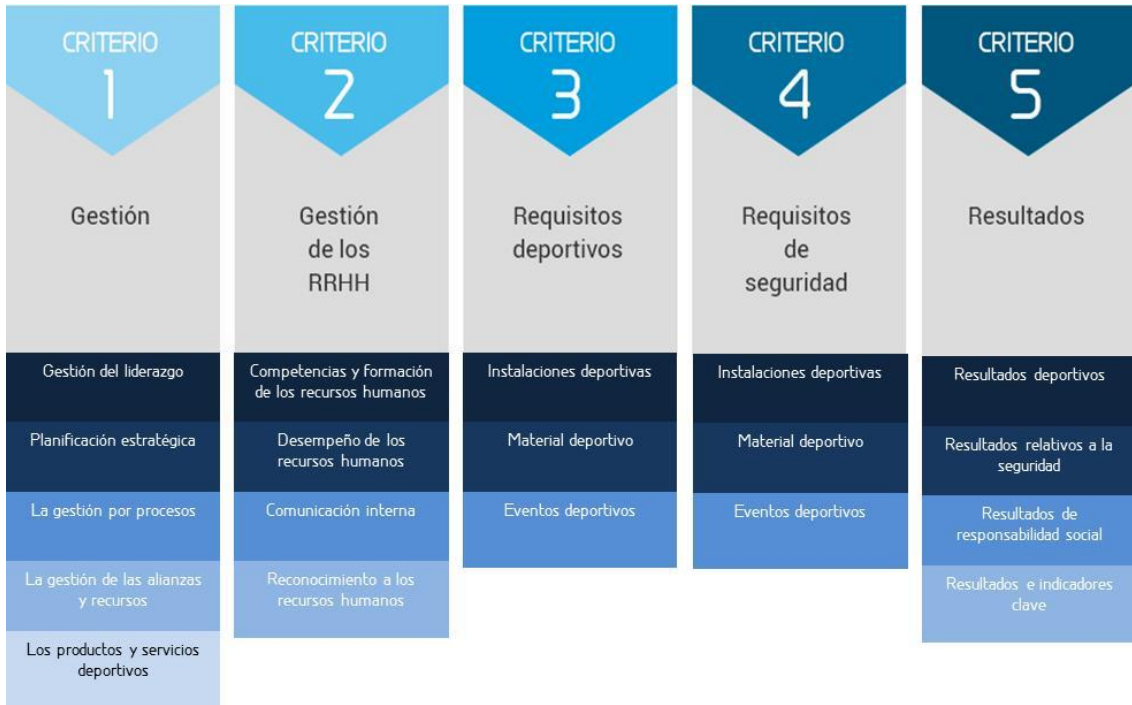 CRITERIO
1
Gestión
Gestión del liderazgo
Planificación estratégica
La gestión por procesos
La gestión de las alianzas
y recursos
Los productos y servicios
deportivos
CRITERIO
2
Gestión
de los
RRHH
Competencias y formación
de los recursos humanos
Desempeño de los
recursos humanos
Comunicación interna
Reconocimiento a los
recursos humanos
CRITERIO
3
Requisitos
deportivos
Instalaciones deportivas
Material deportivo
Eventos deportivos
CRITERIO
4
Requisitos
de
seguridad
Instalaciones deportivas
Material deportivo
Eventos deportivos
CRITERIO
5
Resultados
Resultados deportivos
Resultados relativos a la
seguridad
Resultados de
responsabilidad social
Resultados e indicadores
clave